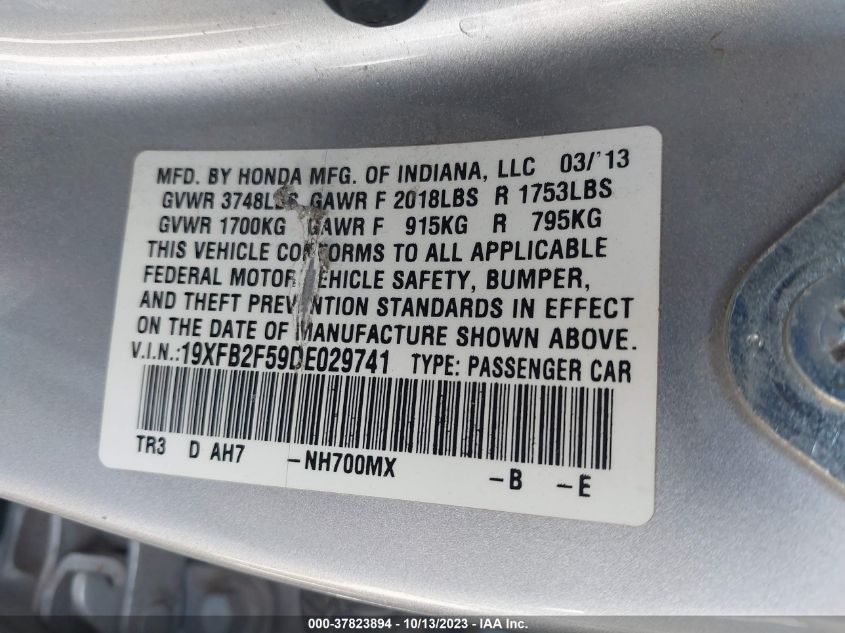 MFD. BY HONDA MFG. OF INDIANA, LLC 03/'13
GVWR 3748LBS GAWR F 2018LBS R 1753LBS
GVWR 1700KG GAWR F 915KG R 795KG
THIS VEHICLE CONFORMS TO ALL APPLICABLE
FEDERAL MOTOR VEHICLE SAFETY, BUMPER,
AND THEFT PREVENTION STANDARDS IN EFFECT
ON THE DATE OF MANUFACTURE SHOWN ABOVE.
V.I.N.:19XFB2F59DE029741 TYPE: PASSENGER CAR
TR3 D AH7 -NH700MX -B -E
000-37823894 - 10/13/2023 - IAA Inc.